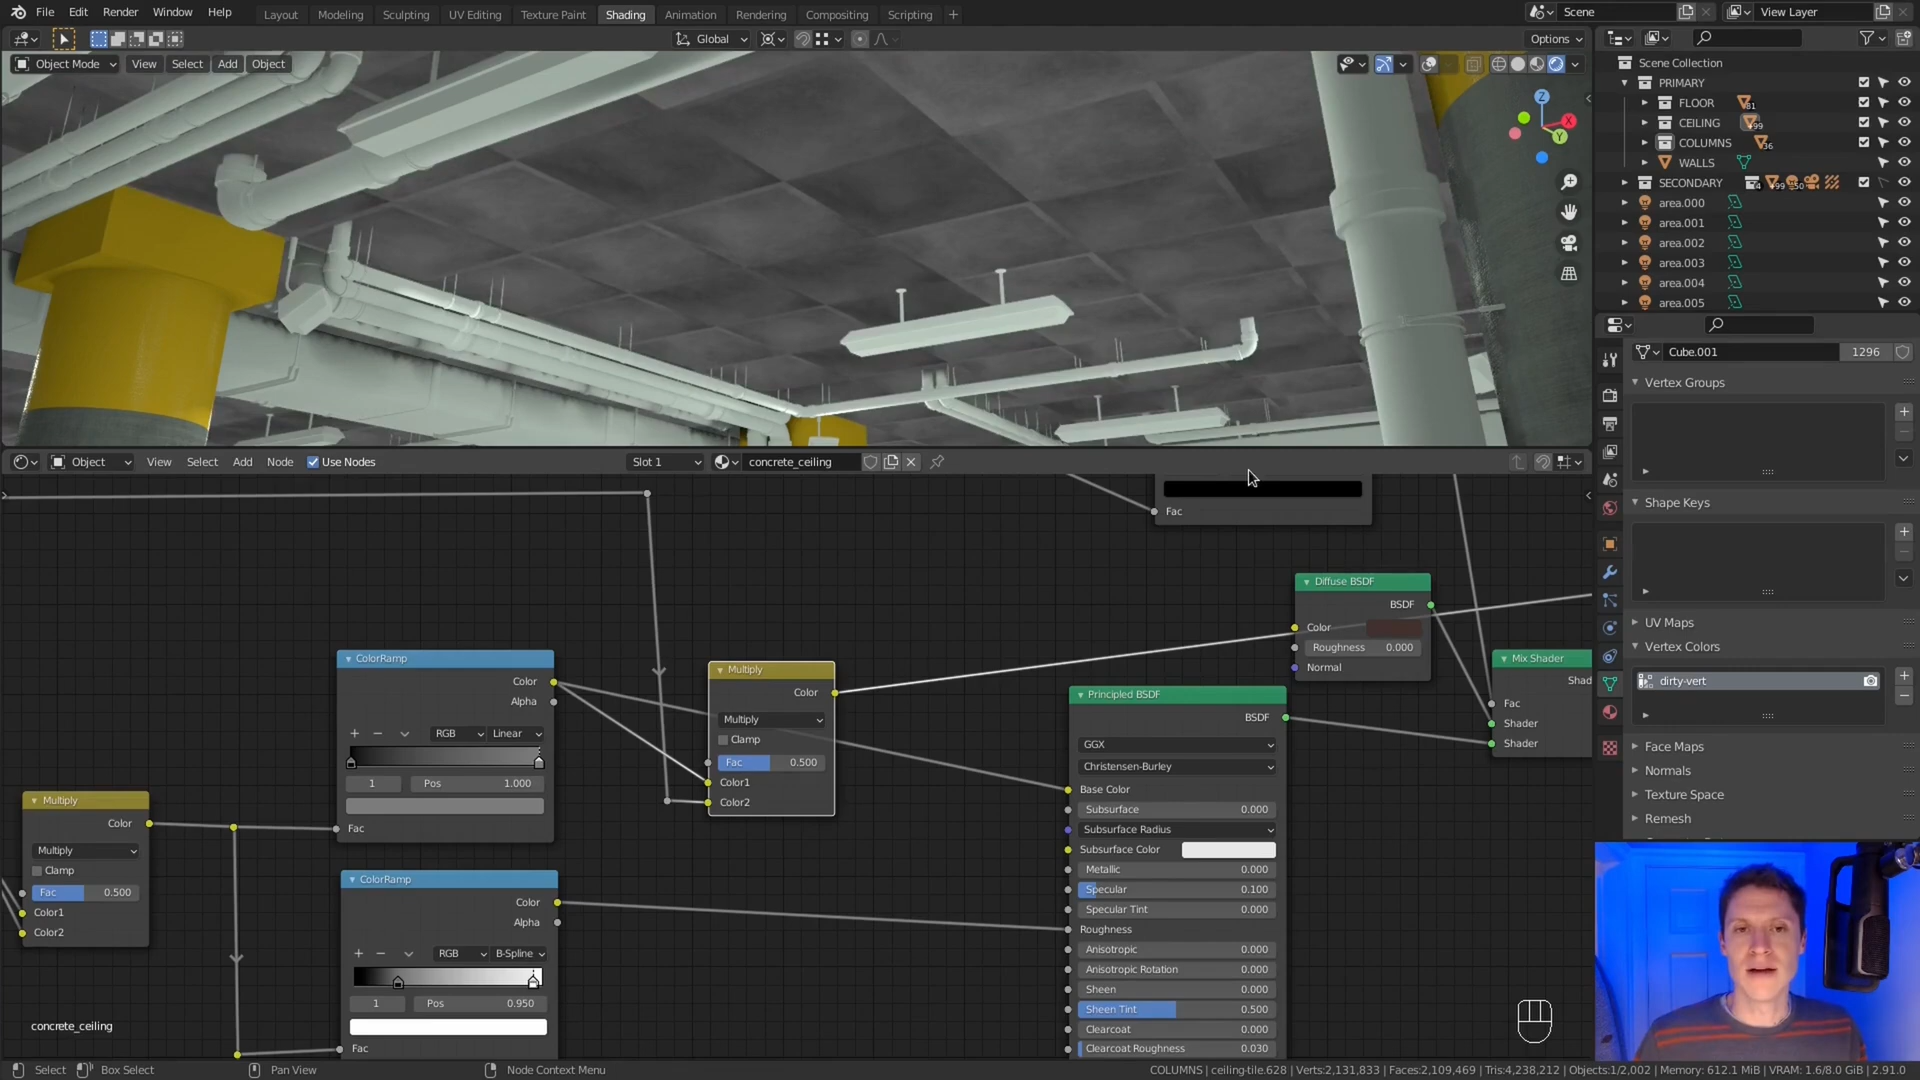 File Edit Render Window Help Layout Modeling Sculpting UV Editing Texture Paint Shading Animation Rendering Compositing Scripting + Scene View Layer
Global Options
Object Mode View Select Add Object
Z
X
Y
Scene Collection
PRIMARY
FLOOR 81
CEILING +99
COLUMNS 36
WALLS
SECONDARY 4 +99 50
area.000
area.001
area.002
area.003
area.004
area.005
Cube.001 1296
Vertex Groups
Shape Keys
UV Maps
Vertex Colors
dirty-vert
Face Maps
Normals
Texture Space
Remesh
Object View Select Add Node Use Nodes Slot 1 concrete_ceiling
Fac
Diffuse BSDF
BSDF
Color
Roughness 0.000
Normal
Mix Shader
Shad
Fac
Shader
Shader
ColorRamp
Color
Alpha
+ − RGB Linear
1 Pos 1.000
Fac
Multiply
Color
Multiply
Clamp
Fac 0.500
Color1
Color2
Principled BSDF
BSDF
GGX
Christensen-Burley
Base Color
Subsurface 0.000
Subsurface Radius
Subsurface Color
Metallic 0.000
Specular 0.100
Specular Tint 0.000
Roughness
Anisotropic 0.000
Anisotropic Rotation 0.000
Sheen 0.000
Sheen Tint 0.500
Clearcoat 0.000
Clearcoat Roughness 0.030
Multiply
Color
Multiply
Clamp
Fac 0.500
Color1
Color2
ColorRamp
Color
Alpha
+ − RGB B-Spline
1 Pos 0.950
Fac
concrete_ceiling
Select Box Select Pan View Node Context Menu COLUMNS | ceiling-tile.628 | Verts:2,131,833 | Faces:2,109,469 | Tris:4,238,212 | Objects:1/2,002 | Memory: 612.1 MiB | VRAM: 1.6/8.0 GiB | 2.91.0